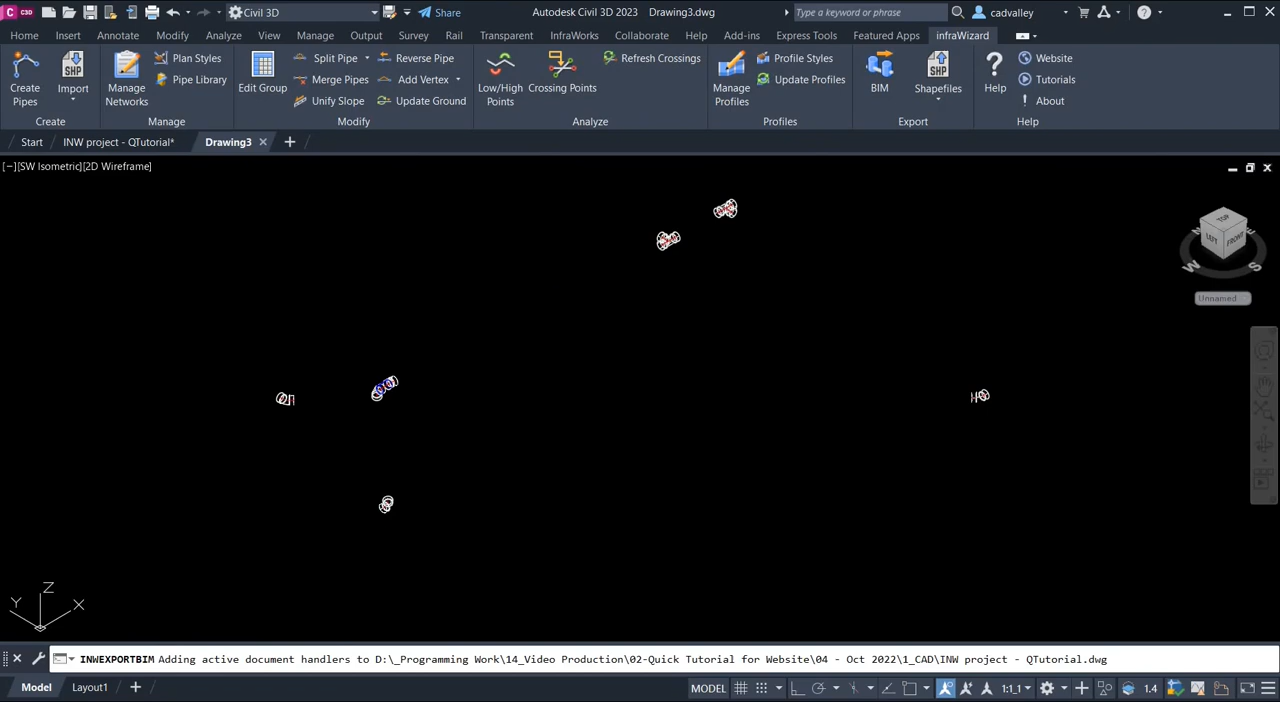 C3D Civil 3D Share Autodesk Civil 3D 2023 Drawing3.dwg Type a keyword or phrase cadvalley
Home Insert Annotate Modify Analyze View Manage Output Survey Rail Transparent InfraWorks Collaborate Help Add-ins Express Tools Featured Apps infraWizard
Create Pipes
Import
Create
Manage Networks
Plan Styles
Pipe Library
Manage
Edit Group
Split Pipe
Merge Pipes
Unify Slope
Reverse Pipe
Add Vertex
Update Ground
Modify
Low/High Points
Crossing Points
Refresh Crossings
Analyze
Manage Profiles
Profile Styles
Update Profiles
Profiles
BIM
SHP
Shapefiles
Export
Help
Website
Tutorials
About
Help
Start INW project - QTutorial* Drawing3
[−][SW Isometric][2D Wireframe]
TOP
LEFT FRONT
W S
Unnamed
Z
Y X
INWEXPORTBIM Adding active document handlers to D:\_Programming Work\14_Video Production\02-Quick Tutorial for Website\04 - Oct 2022\1_CAD\INW project - QTutorial.dwg
Model Layout1 MODEL 1:1_1 1.4